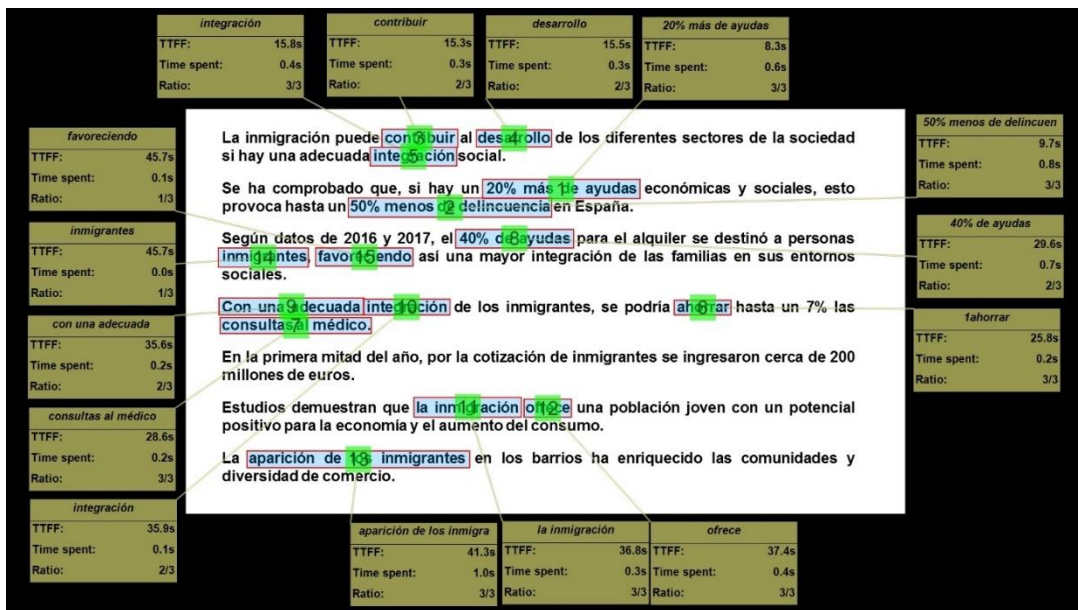 integración
TTFF: 15.8s
Time spent: 0.4s
Ratio: 3/3
contribuir
TTFF: 15.3s
Time spent: 0.3s
Ratio: 2/3
desarrollo
TTFF: 15.5s
Time spent: 0.3s
Ratio: 2/3
20% más de ayudas
TTFF: 8.3s
Time spent: 0.6s
Ratio: 3/3
favoreciendo
TTFF: 45.7s
Time spent: 0.1s
Ratio: 1/3
inmigrantes
TTFF: 45.7s
Time spent: 0.0s
Ratio: 1/3
con una adecuada
TTFF: 35.6s
Time spent: 0.2s
Ratio: 2/3
consultas al médico
TTFF: 28.6s
Time spent: 0.2s
Ratio: 3/3
integración
TTFF: 35.9s
Time spent: 0.1s
Ratio: 2/3
La inmigración puede contribuir al desarrollo de los diferentes sectores de la sociedad
3 4
si hay una adecuada integración social.
5
Se ha comprobado que, si hay un 20% más de ayudas económicas y sociales, esto
1
provoca hasta un 50% menos de delincuencia en España.
2
Según datos de 2016 y 2017, el 40% de ayudas para el alquiler se destinó a personas
8
inmigrantes, favoreciendo así una mayor integración de las familias en sus entornos
14 15
sociales.
Con una adecuada integración de los inmigrantes, se podría ahorrar hasta un 7% las
9 10 6
consultas al médico.
7
En la primera mitad del año, por la cotización de inmigrantes se ingresaron cerca de 200
millones de euros.
Estudios demuestran que la inmigración ofrece una población joven con un potencial
11 12
positivo para la economía y el aumento del consumo.
La aparición de los inmigrantes en los barrios ha enriquecido las comunidades y
13
diversidad de comercio.
50% menos de delincuen
TTFF: 9.7s
Time spent: 0.8s
Ratio: 3/3
40% de ayudas
TTFF: 29.6s
Time spent: 0.7s
Ratio: 2/3
1ahorrar
TTFF: 25.8s
Time spent: 0.2s
Ratio: 3/3
aparición de los inmigra
TTFF: 41.3s
Time spent: 1.0s
Ratio: 3/3
la inmigración
TTFF: 36.8s
Time spent: 0.3s
Ratio: 3/3
ofrece
TTFF: 37.4s
Time spent: 0.4s
Ratio: 3/3